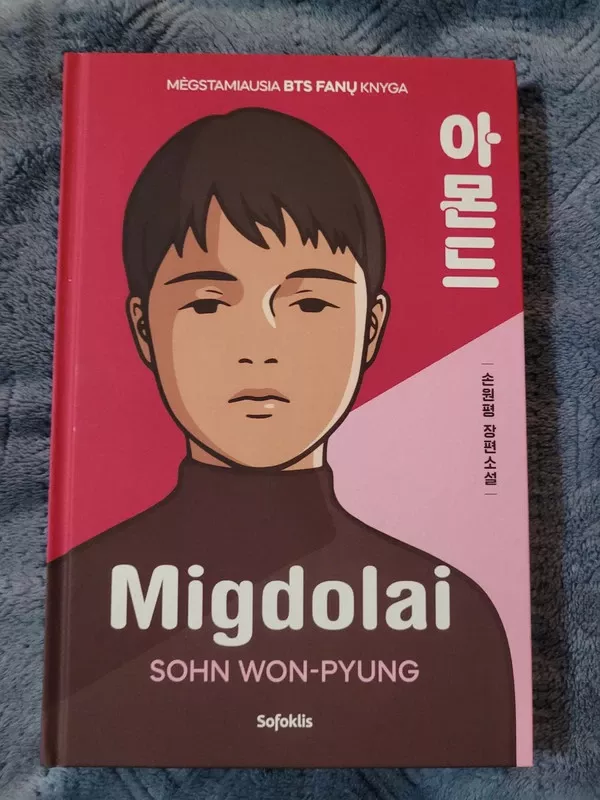 MĖGSTAMIAUSIA BTS FANŲ KNYGA
아몬드
손원평 장편소설
Migdolai
SOHN WON-PYUNG
Sofoklis